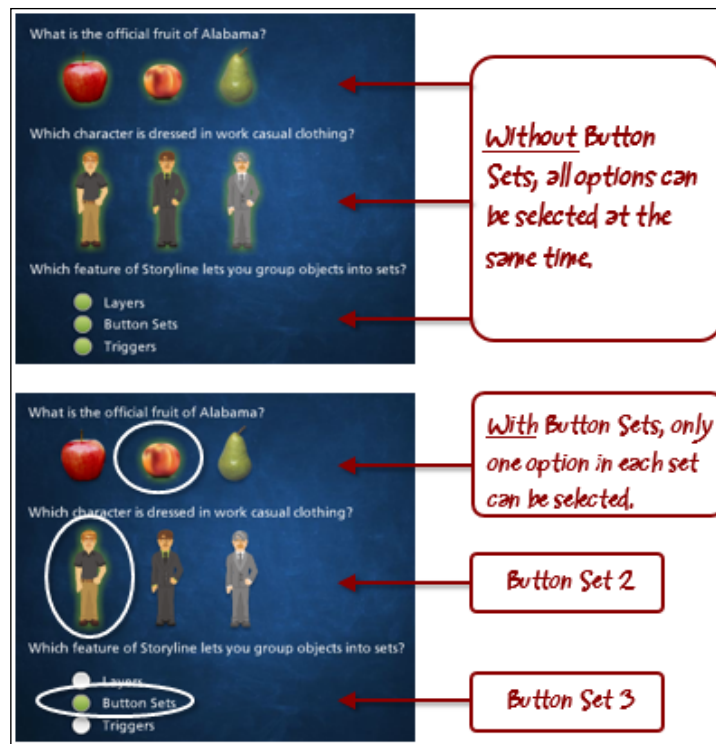 What is the official fruit of Alabama?
Which character is dressed in work casual clothing?
Which feature of Storyline lets you group objects into sets?
Layers
Button Sets
Triggers
Without Button
Sets, all options can
be selected at the
same time.
What is the official fruit of Alabama?
Which character is dressed in work casual clothing?
Which feature of Storyline lets you group objects into sets?
Layers
Button Sets
Triggers
With Button Sets, only
one option in each set
can be selected.
Button Set 2
Button Set 3